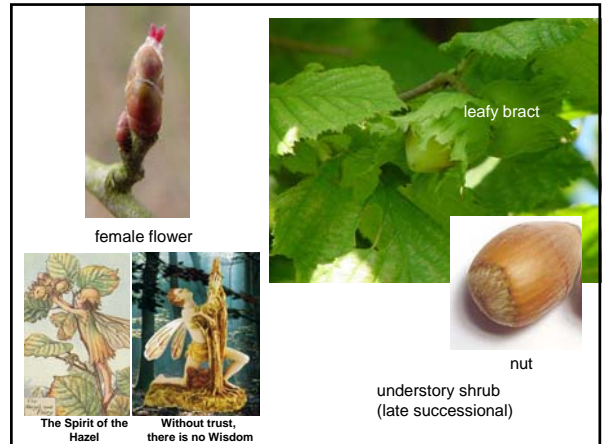 leafy bract
female flower
nut
understory shrub
(late successional)
The Spirit of the
Hazel
Without trust,
there is no Wisdom